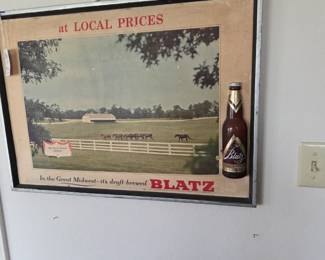 at LOCAL PRICES
Blatz
In the Great Midwest—it's draft-brewed BLATZ